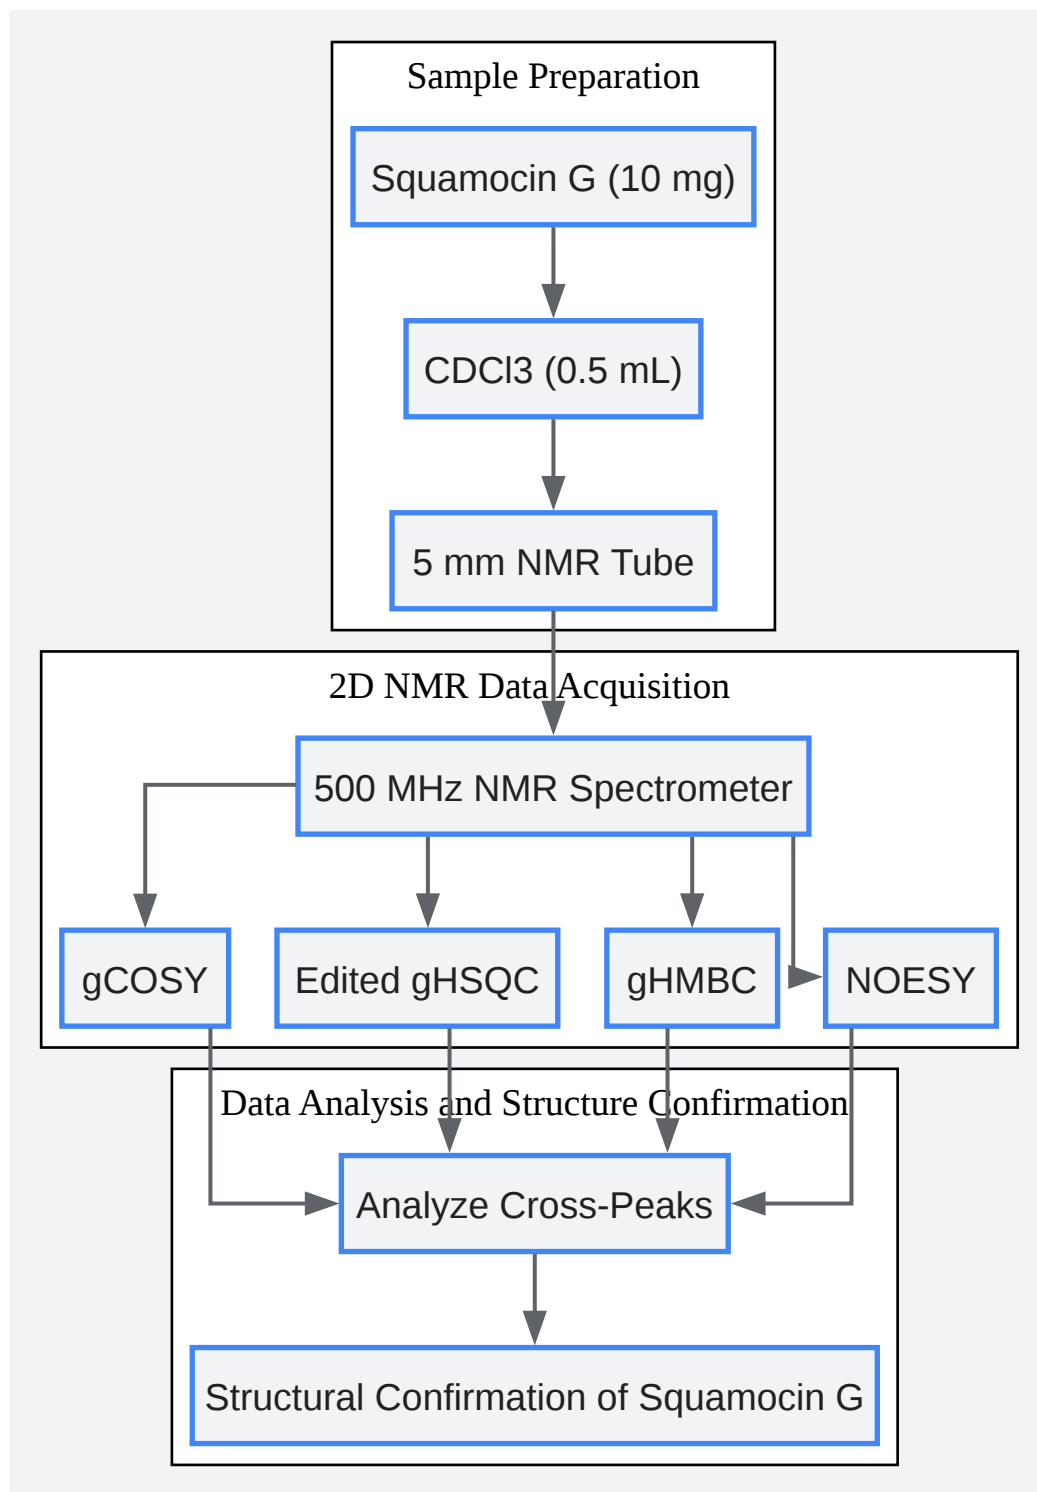 Sample Preparation
Squamocin G (10 mg)
CDCl3 (0.5 mL)
5 mm NMR Tube
2D NMR Data Acquisition
500 MHz NMR Spectrometer
gCOSY
Edited gHSQC
gHMBC
NOESY
Data Analysis and Structure Confirmation
Analyze Cross-Peaks
Structural Confirmation of Squamocin G